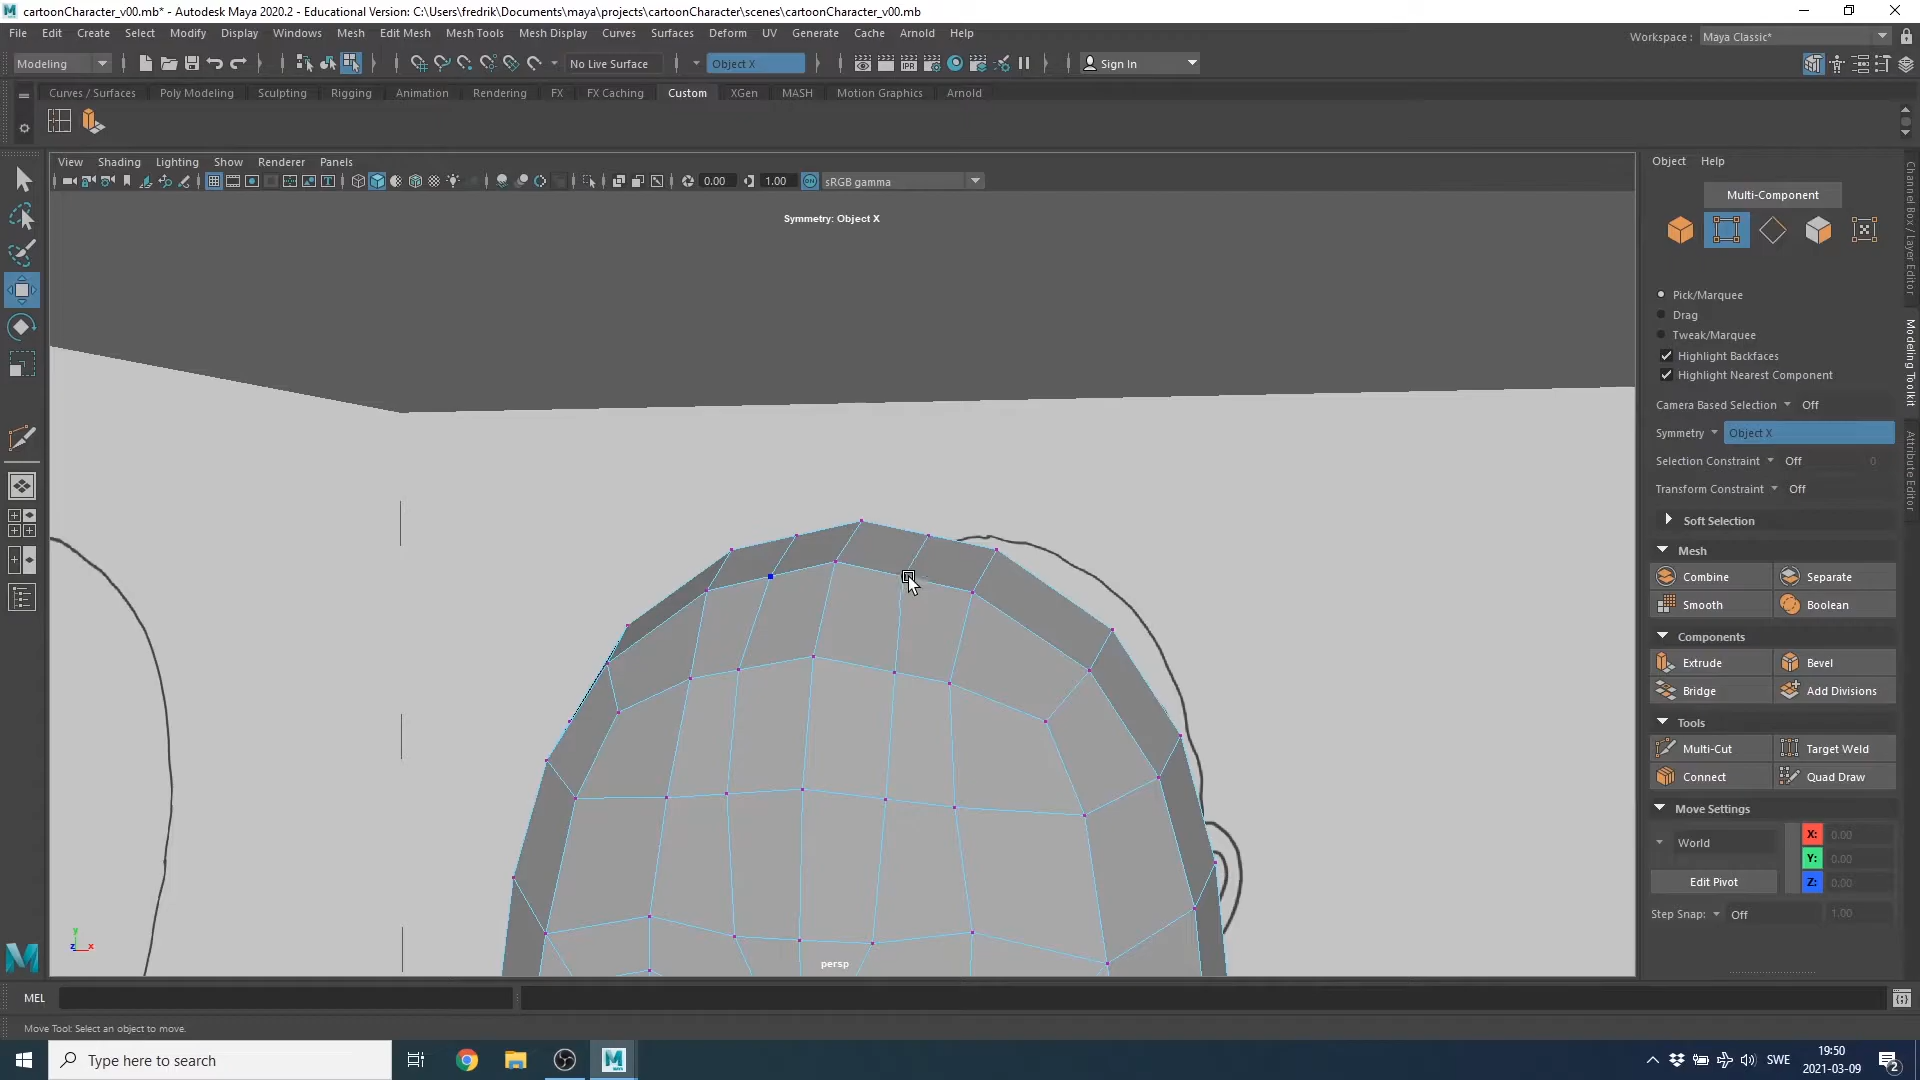 cartoonCharacter_v00.mb* - Autodesk Maya 2020.2 - Educational Version: C:\Users\fredrik\Documents\maya\projects\cartoonCharacter\scenes\cartoonCharacter_v00.mb
File Edit Create Select Modify Display Windows Mesh Edit Mesh Mesh Tools Mesh Display Curves Surfaces Deform UV Generate Cache Arnold Help
Workspace : Maya Classic*
Modeling No Live Surface Object X Sign In
Curves / Surfaces Poly Modeling Sculpting Rigging Animation Rendering FX FX Caching Custom XGen MASH Motion Graphics Arnold
View Shading Lighting Show Renderer Panels
0.00 1.00 ON sRGB gamma
Symmetry: Object X
persp
y
z x
Object Help
Multi-Component
Pick/Marquee
Drag
Tweak/Marquee
Highlight Backfaces
Highlight Nearest Component
Camera Based Selection Off
Symmetry Object X
Selection Constraint Off 0
Transform Constraint Off
Soft Selection
Mesh
Combine Separate
Smooth Boolean
Components
Extrude Bevel
Bridge Add Divisions
Tools
Multi-Cut Target Weld
Connect Quad Draw
Move Settings
World
X: 0.00
Y: 0.00
Z: 0.00
Edit Pivot
Step Snap: Off 1.00
Channel Box / Layer Editor
Modeling Toolkit
Attribute Editor
MEL
Move Tool: Select an object to move.
Type here to search
SWE
19:50
2021-03-09
2